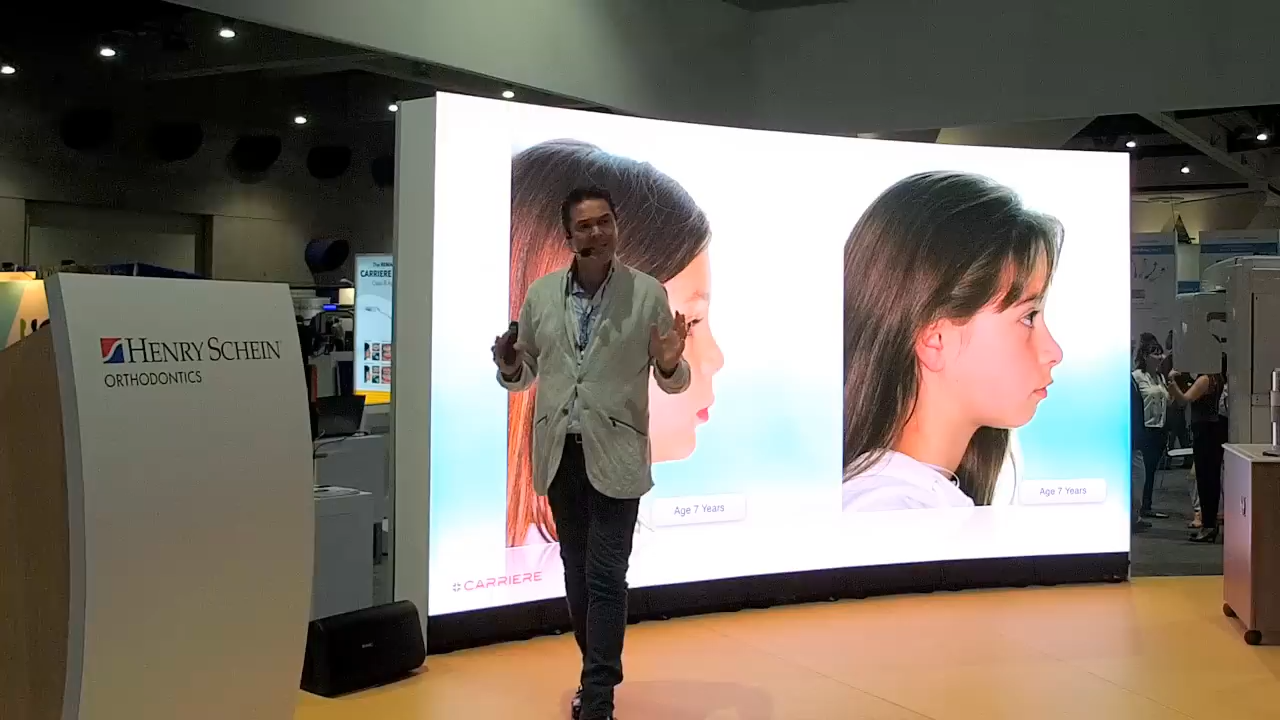 HENRY SCHEIN
ORTHODONTICS
CARRIERE
Age 7 Years
Age 7 Years
CARRIERE